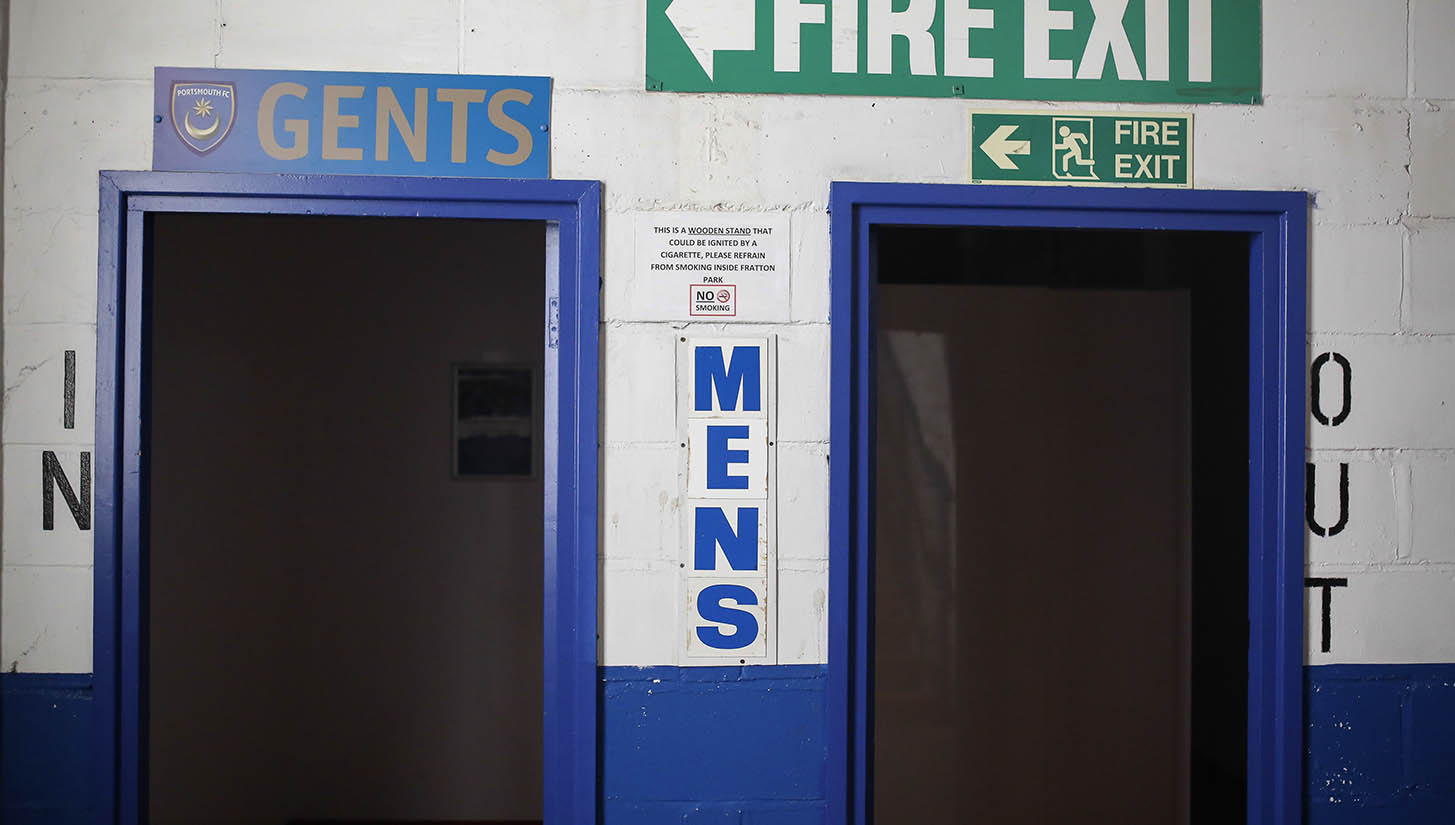 FIRE EXIT
PORTSMOUTH FC
GENTS
FIRE
EXIT
THIS IS A WOODEN STAND THAT
COULD BE IGNITED BY A
CIGARETTE, PLEASE REFRAIN
FROM SMOKING INSIDE FRATTON
PARK
NO
SMOKING
I
N
M
E
N
S
O
U
T